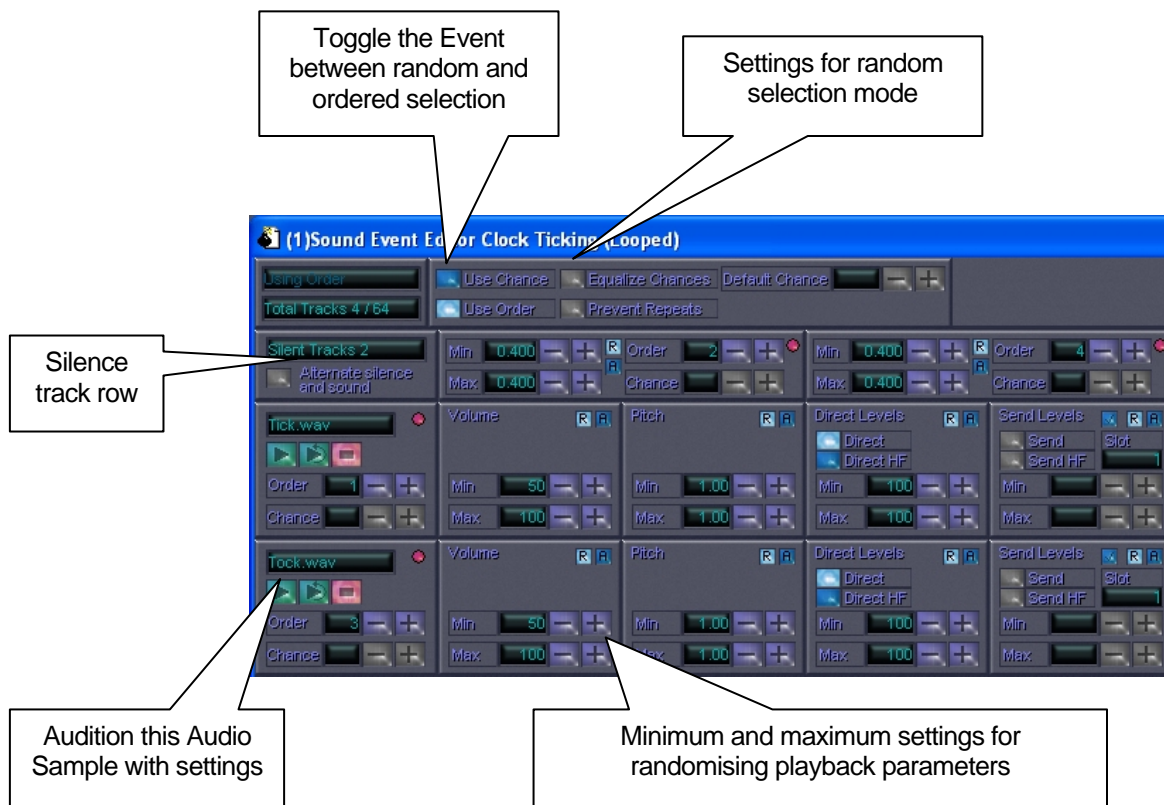 Toggle the Event
between random and
ordered selection
Settings for random
selection mode
(1)Sound Event Editor Clock Ticking (Looped)
Using Order
Use Chance
Equalize Chances
Default Chance
Total Tracks 4 / 64
Use Order
Prevent Repeats
Silence
track row
Silent Tracks 2
Alternate silence
and sound
Min 0.400 R Order 2
Max 0.400 A Chance
Min 0.400 R Order 4
Max 0.400 A Chance
Tick.wav
Order 1
Chance
Volume R A
Min 50
Max 100
Pitch R A
Min 1.00
Max 1.00
Direct Levels R A
Direct
Direct HF
Min 100
Max 100
Send Levels R A
Send Slot
Send HF 1
Min
Max
Tock.wav
Order 3
Chance
Volume R A
Min 50
Max 100
Pitch R A
Min 1.00
Max 1.00
Direct Levels R A
Direct
Direct HF
Min 100
Max 100
Send Levels R A
Send Slot
Send HF 1
Min
Max
Audition this Audio
Sample with settings
Minimum and maximum settings for
randomising playback parameters